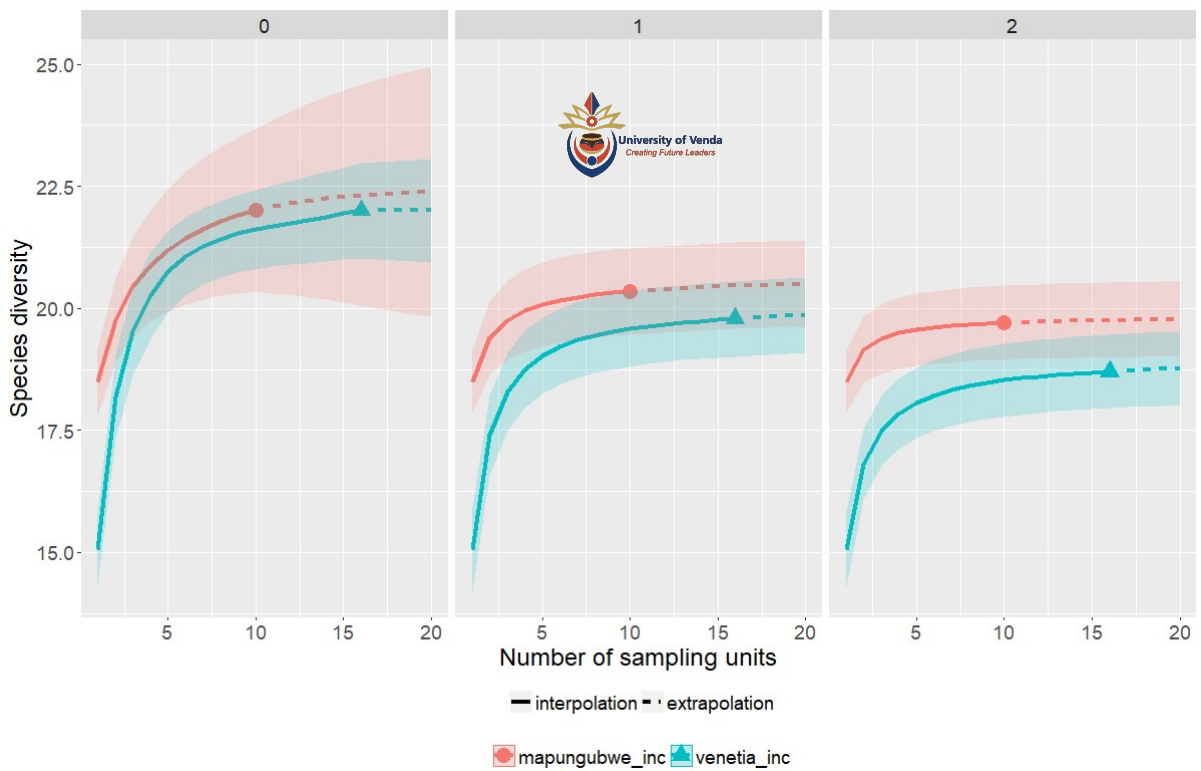 0 1 2
University of Venda
Creating Future Leaders
Species diversity
25.0
22.5
20.0
17.5
15.0
5 10 15 20 5 10 15 20 5 10 15 20
Number of sampling units
interpolation extrapolation
mapungubwe_inc venetia_inc